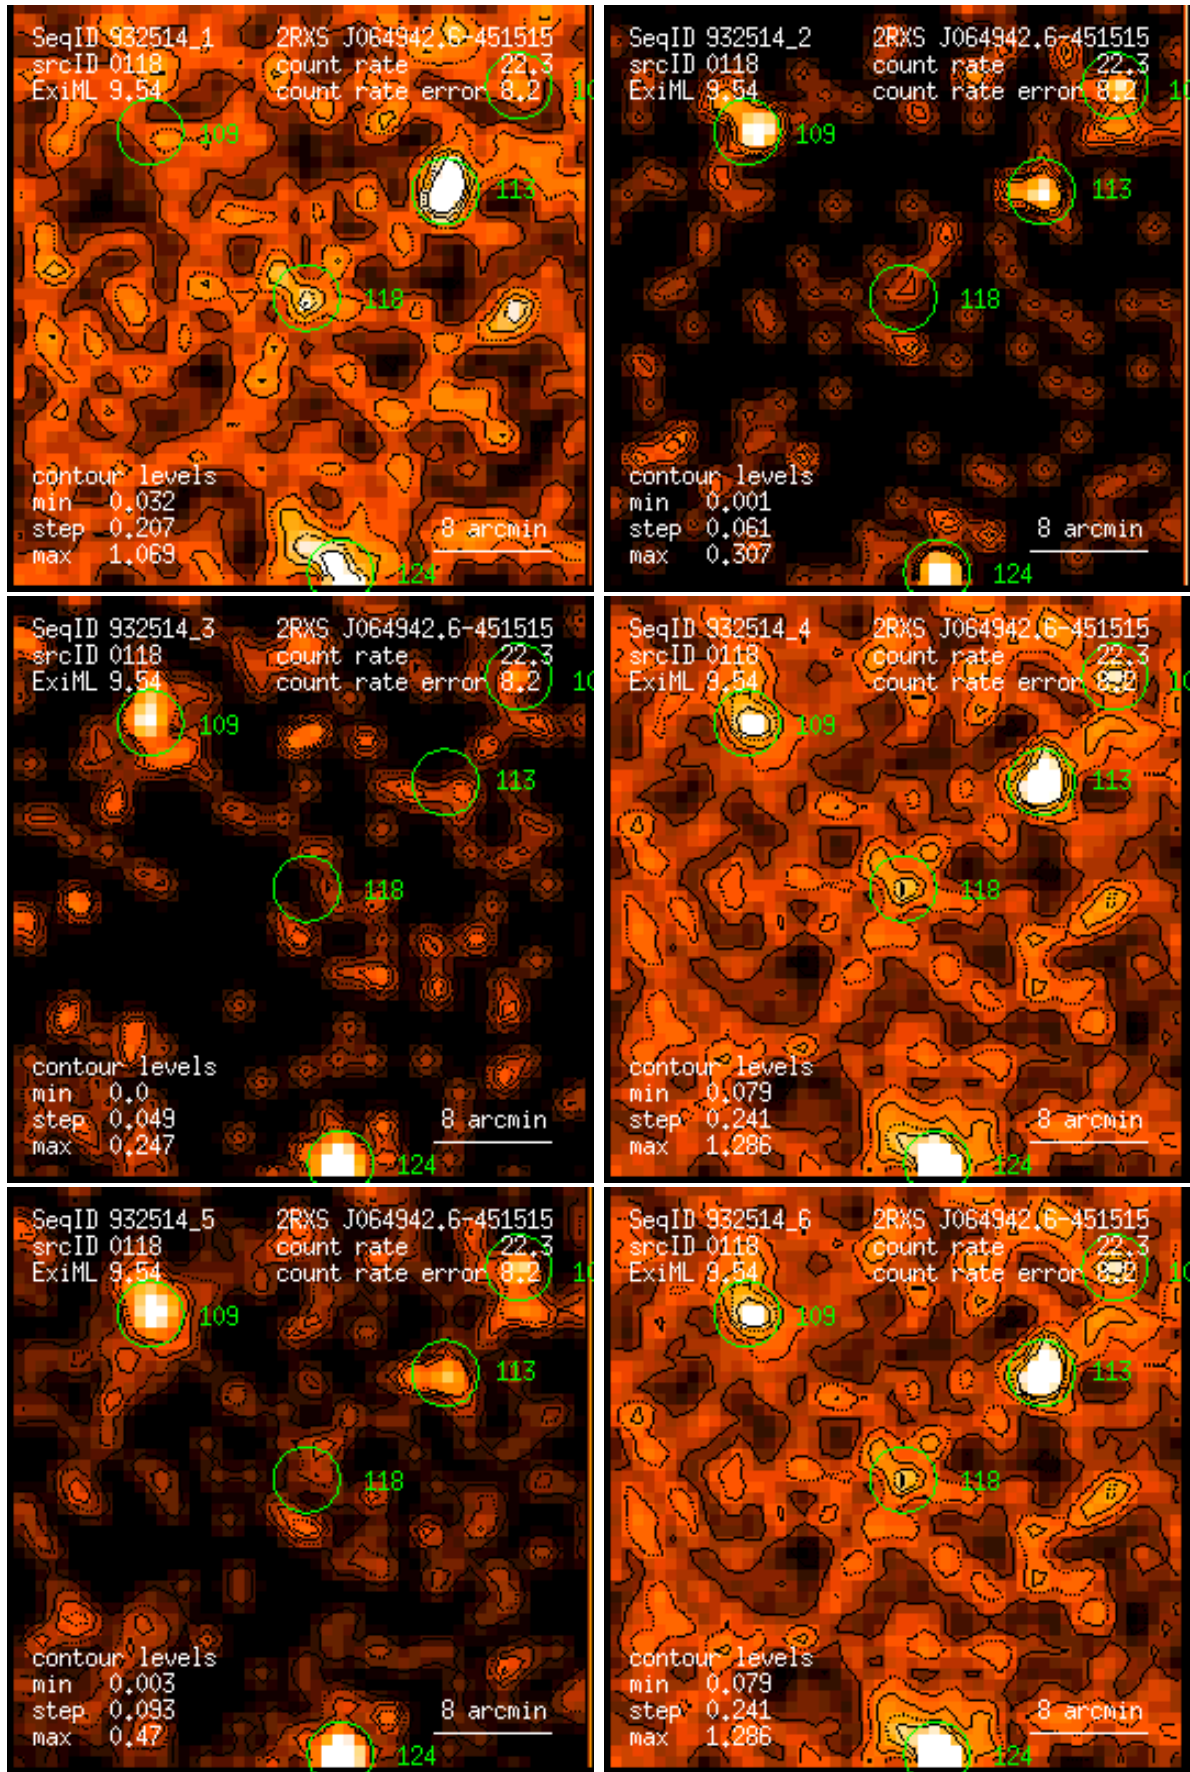 SeqID 932514_1 2RXS J064942.6-451515
srcID 0118 count rate 22.3
ExiML 9.54 count rate error 8.2
10
109
113
118
contour levels
min 0.032
step 0.207
max 1.069
8 arcmin
124
SeqID 932514_2 2RXS J064942.6-451515
srcID 0118 count rate 22.3
ExiML 9.54 count rate error 8.2
10
109
113
118
contour levels
min 0.001
step 0.061
max 0.307
8 arcmin
124
SeqID 932514_3 2RXS J064942.6-451515
srcID 0118 count rate 22.3
ExiML 9.54 count rate error 8.2
10
109
113
118
contour levels
min 0.0
step 0.049
max 0.247
8 arcmin
124
SeqID 932514_4 2RXS J064942.6-451515
srcID 0118 count rate 22.3
ExiML 9.54 count rate error 8.2
10
109
113
118
contour levels
min 0.079
step 0.241
max 1.286
8 arcmin
124
SeqID 932514_5 2RXS J064942.6-451515
srcID 0118 count rate 22.3
ExiML 9.54 count rate error 8.2
10
109
113
118
contour levels
min 0.003
step 0.093
max 0.47
8 arcmin
124
SeqID 932514_6 2RXS J064942.6-451515
srcID 0118 count rate 22.3
ExiML 9.54 count rate error 8.2
10
109
113
118
contour levels
min 0.079
step 0.241
max 1.286
8 arcmin
124